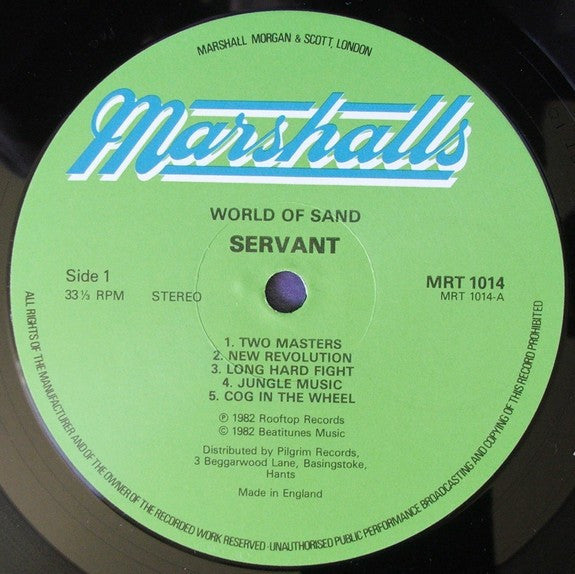 MARSHALL MORGAN & SCOTT, LONDON
Marshalls
WORLD OF SAND
SERVANT
Side 1
33⅓ RPM STEREO
MRT 1014
MRT 1014-A
1. TWO MASTERS
2. NEW REVOLUTION
3. LONG HARD FIGHT
4. JUNGLE MUSIC
5. COG IN THE WHEEL
℗ 1982 Rooftop Records
© 1982 Beatitunes Music
Distributed by Pilgrim Records,
3 Beggarwood Lane, Basingstoke,
Hants
Made in England
ALL RIGHTS OF THE MANUFACTURER AND OF THE OWNER OF THE RECORDED WORK RESERVED·UNAUTHORISED PUBLIC PERFORMANCE BROADCASTING AND COPYING OF THIS RECORD PROHIBITED